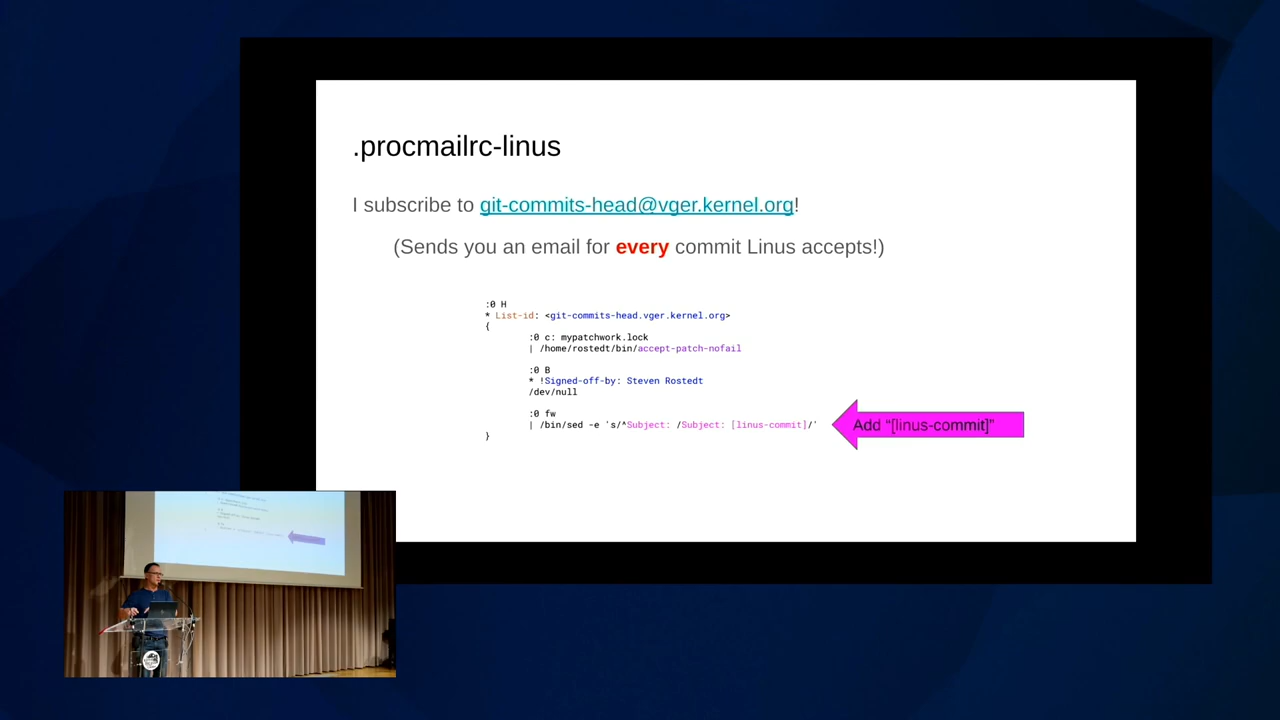 .procmailrc-linus
I subscribe to git-commits-head@vger.kernel.org!
(Sends you an email for every commit Linus accepts!)
:0 H
* List-id: <git-commits-head.vger.kernel.org>
{
:0 c: mypatchwork.lock
| /home/rostedt/bin/accept-patch-nofail
:0 B
* !Signed-off-by: Steven Rostedt
/dev/null
:0 fw
| /bin/sed -e 's/^Subject: /Subject: [linus-commit]/'
}
Add “[linus-commit]”